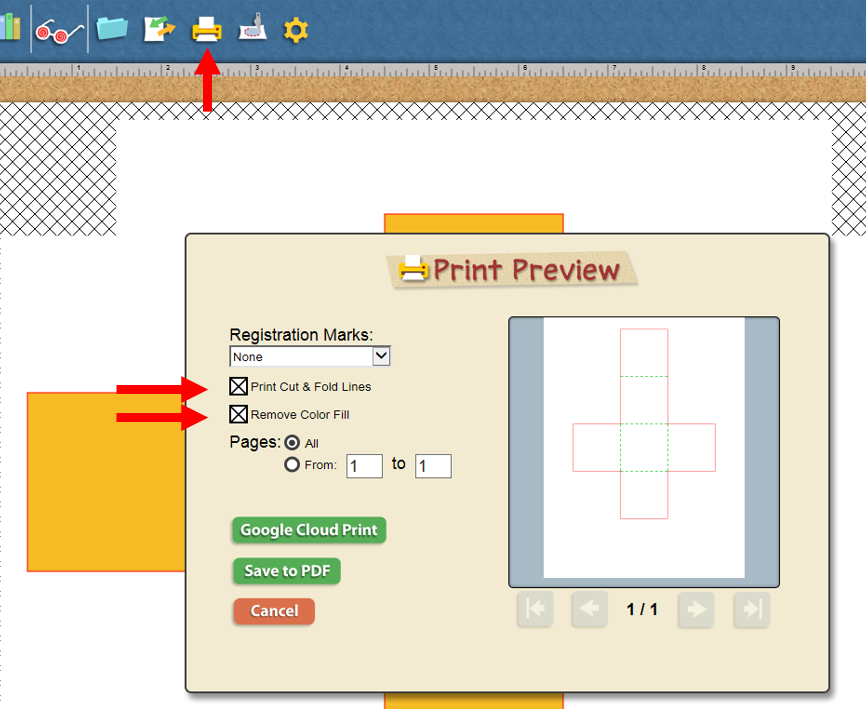 1 2 3 4 5 6 7 8 9
Print Preview
Registration Marks:
None
Print Cut & Fold Lines
Remove Color Fill
Pages: All
From: 1 to 1
Google Cloud Print
Save to PDF
Cancel
1 / 1